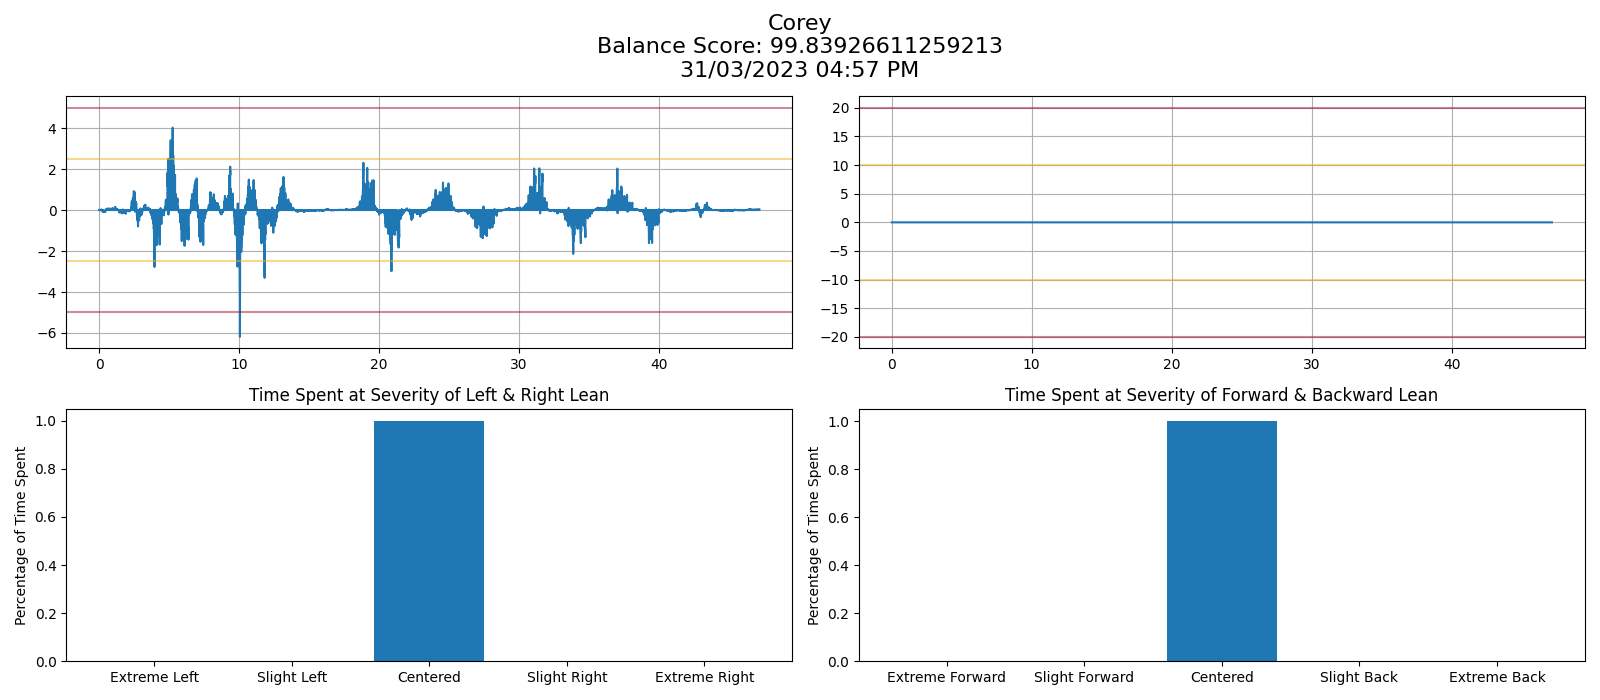 Corey
Balance Score: 99.83926611259213
31/03/2023 04:57 PM
4
2
0
−2
−4
−6
0 10 20 30 40
20
15
10
5
0
−5
−10
−15
−20
0 10 20 30 40
Time Spent at Severity of Left & Right Lean
Percentage of Time Spent
1.0
0.8
0.6
0.4
0.2
0.0
Extreme Left Slight Left Centered Slight Right Extreme Right
Time Spent at Severity of Forward & Backward Lean
Percentage of Time Spent
1.0
0.8
0.6
0.4
0.2
0.0
Extreme Forward Slight Forward Centered Slight Back Extreme Back